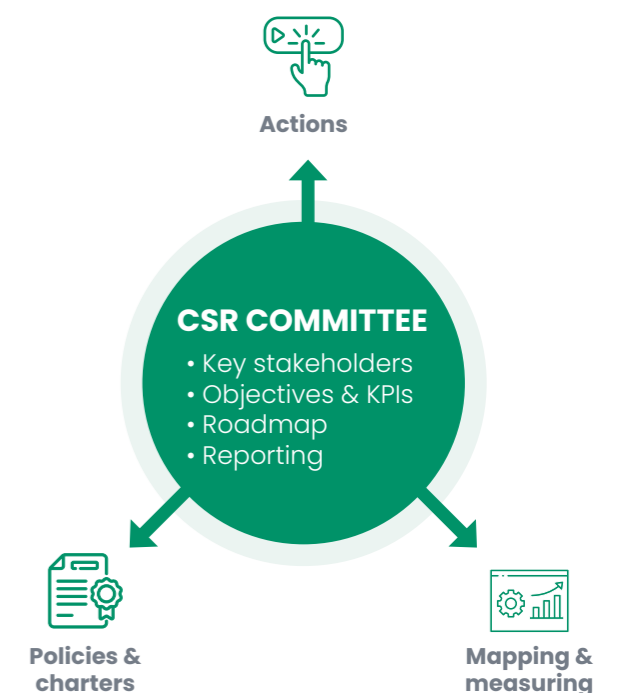 Actions
CSR COMMITTEE
• Key stakeholders
• Objectives & KPIs
• Roadmap
• Reporting
Policies &
charters
Mapping &
measuring